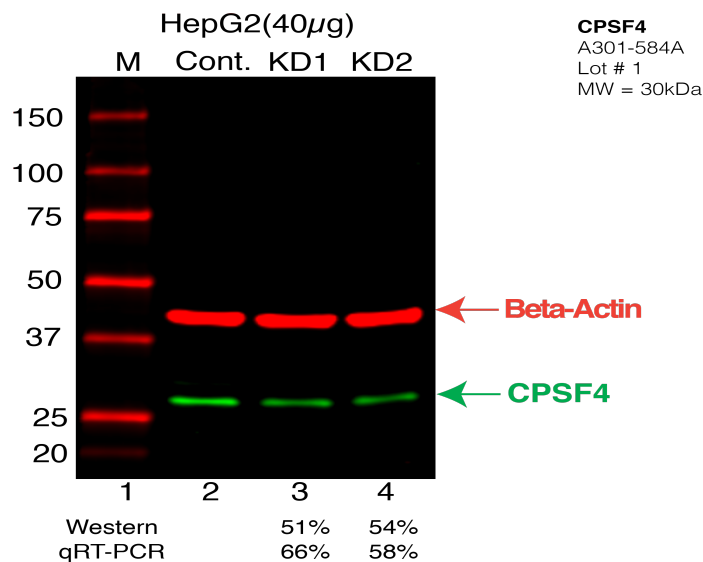 HepG2(40µg)
M Cont. KD1 KD2
CPSF4
A301-584A
Lot # 1
MW = 30kDa
150
100
75
50
37
25
20
Beta-Actin
CPSF4
1 2 3 4
Western 51% 54%
qRT-PCR 66% 58%